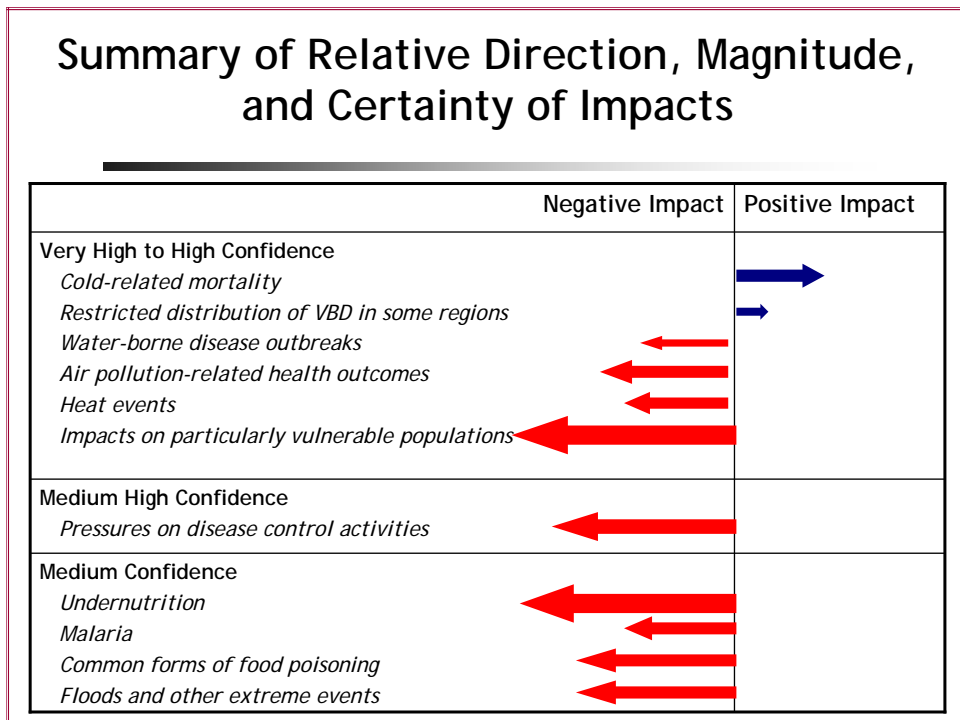 Summary of Relative Direction, Magnitude,
and Certainty of Impacts
Negative Impact Positive Impact
Very High to High Confidence
Cold-related mortality
Restricted distribution of VBD in some regions
Water-borne disease outbreaks
Air pollution-related health outcomes
Heat events
Impacts on particularly vulnerable populations
Medium High Confidence
Pressures on disease control activities
Medium Confidence
Undernutrition
Malaria
Common forms of food poisoning
Floods and other extreme events